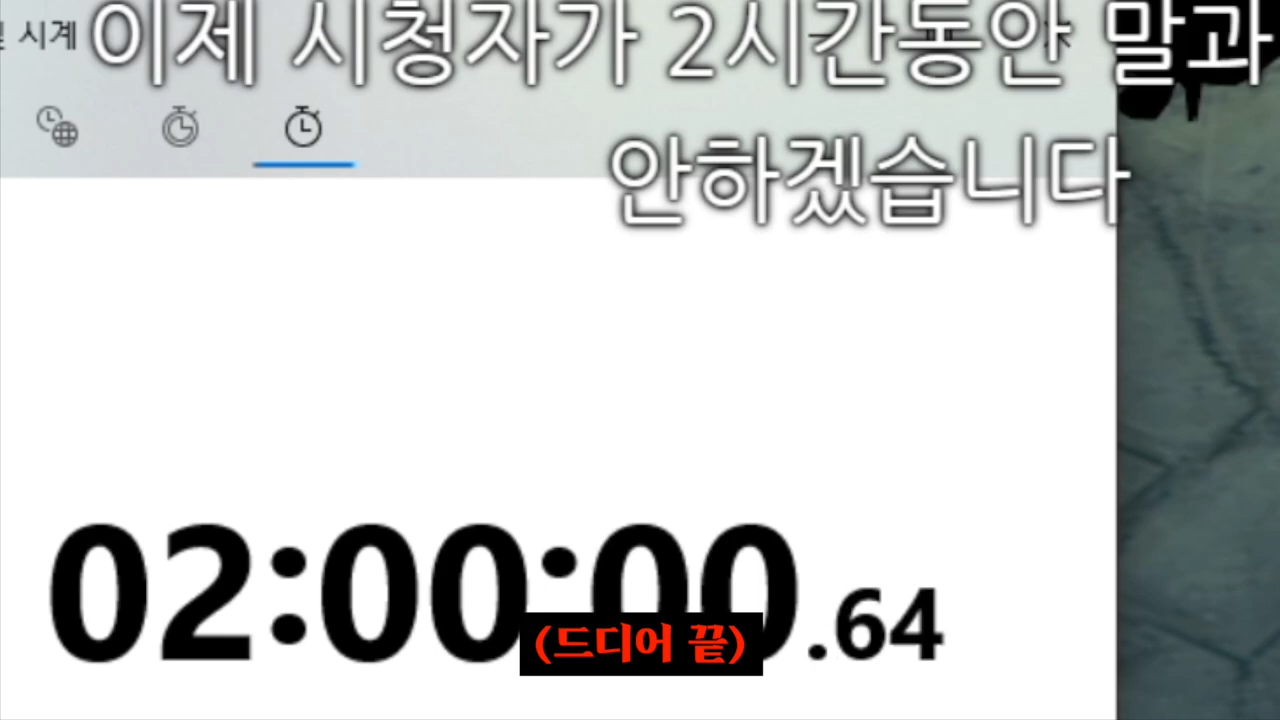 시계
이제 시청자가 2시간동안 말과
안하겠습니다
02:00:00.64
(드디어 끝)